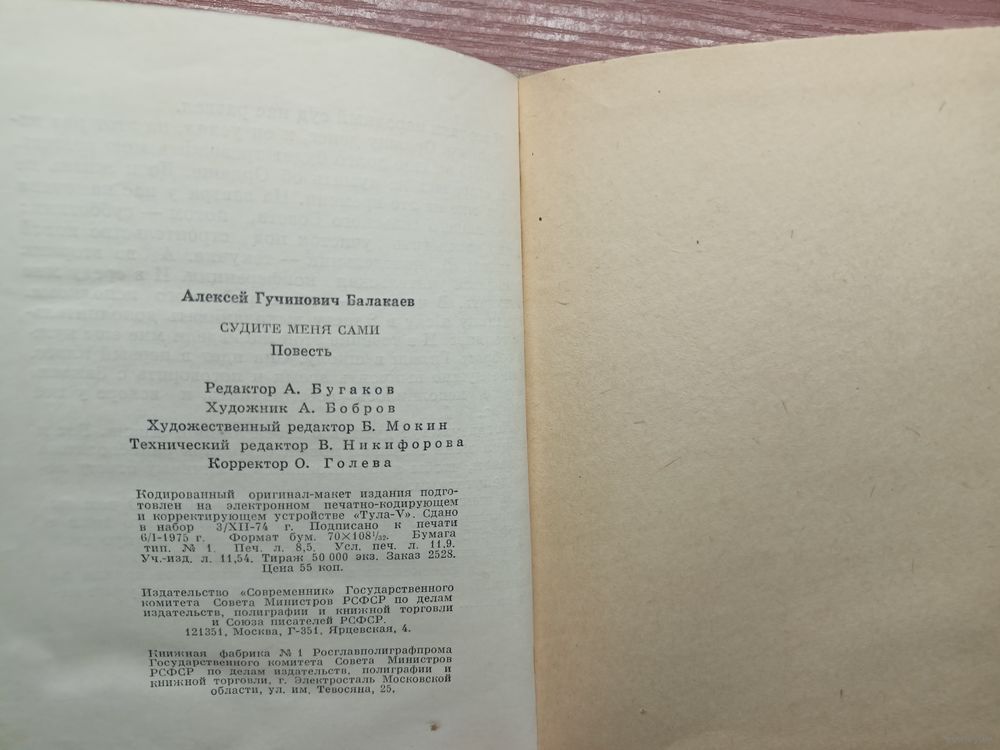 Алексей Гучинович Балакаев
СУДИТЕ МЕНЯ САМИ
Повесть
Редактор А. Бугаков
Художник А. Бобров
Художественный редактор Б. Мокин
Технический редактор В. Никифорова
Корректор О. Голева
Кодированный оригинал-макет издания подго-
товлен на электронном печатно-кодирующем
и корректирующем устройстве «Тула-V». Сдано
в набор 3/XII-74 г. Подписано к печати
6/I-1975 г. Формат бум. 70×108 1/32. Бумага
тип. № 1. Печ. л. 8,5. Усл. печ. л. 11,9.
Уч.-изд. л. 11,54. Тираж 50 000 экз. Заказ 2528.
Цена 55 коп.
Издательство «Современник» Государственного
комитета Совета Министров РСФСР по делам
издательств, полиграфии и книжной торговли
и Союза писателей РСФСР.
121351, Москва, Г-351, Ярцевская, 4.
Книжная фабрика № 1 Росглавполиграфпрома
Государственного комитета Совета Министров
РСФСР по делам издательств, полиграфии и
книжной торговли, г. Электросталь Московской
области, ул. им. Тевосяна, 25.